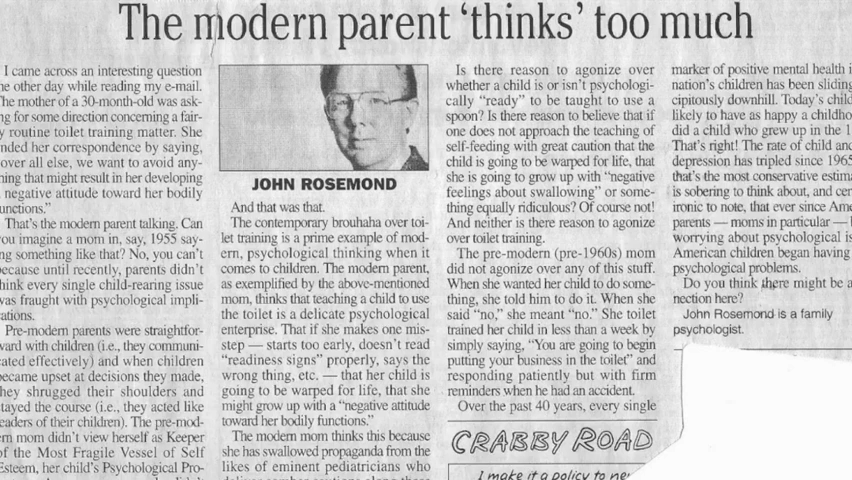 The modern parent ‘thinks’ too much
I came across an interesting question
other day while reading my e-mail.
The mother of a 30-month-old was ask-
for some direction concerning a fair-
routine toilet training matter. She
ended her correspondence by saying,
over all else, we want to avoid any-
that might result in her developing
negative attitude toward her bodily
functions.”
That’s the modern parent talking. Can
you imagine a mom in, say, 1955 say-
something like that? No, you can’t
because until recently, parents didn’t
think every single child-rearing issue
was fraught with psychological impli-
cations.
Pre-modern parents were straightfor-
ward with children (i.e., they communi-
cated effectively) and when children
became upset at decisions they made,
they shrugged their shoulders and
stayed the course (i.e., they acted like
leaders of their children). The pre-mod-
ern mom didn’t view herself as Keeper
of the Most Fragile Vessel of Self
Esteem, her child’s Psychological Pro-
JOHN ROSEMOND
And that was that.
The contemporary brouhaha over toi-
let training is a prime example of mod-
ern, psychological thinking when it
comes to children. The modern parent,
as exemplified by the above-mentioned
mom, thinks that teaching a child to use
the toilet is a delicate psychological
enterprise. That if she makes one mis-
step — starts too early, doesn’t read
“readiness signs” properly, says the
wrong thing, etc. — that her child is
going to be warped for life, that she
might grow up with a “negative attitude
toward her bodily functions.”
The modern mom thinks this because
she has swallowed propaganda from the
likes of eminent pediatricians who
Is there reason to agonize over
whether a child is or isn’t psychologi-
cally “ready” to be taught to use a
spoon? Is there reason to believe that if
one does not approach the teaching of
self-feeding with great caution that the
child is going to be warped for life, that
she is going to grow up with “negative
feelings about swallowing” or some-
thing equally ridiculous? Of course not!
And neither is there reason to agonize
over toilet training.
The pre-modern (pre-1960s) mom
did not agonize over any of this stuff.
When she wanted her child to do some-
thing, she told him to do it. When she
said “no,” she meant “no.” She toilet
trained her child in less than a week by
simply saying, “You are going to begin
putting your business in the toilet” and
responding patiently but with firm
reminders when he had an accident.
Over the past 40 years, every single
CRABBY ROAD
I make it a policy to
marker of positive mental health
nation’s children has been sliding
cipitously downhill. Today’s child
likely to have as happy a childho
did a child who grew up in the
That’s right! The rate of child and
depression has tripled since 1965
that’s the most conservative estima
is sobering to think about, and cer
ironic to note, that ever since Ame
parents — moms in particular —
worrying about psychological is
American children began having
psychological problems.
Do you think there might be a
nection here?
John Rosemond is a family
psychologist.